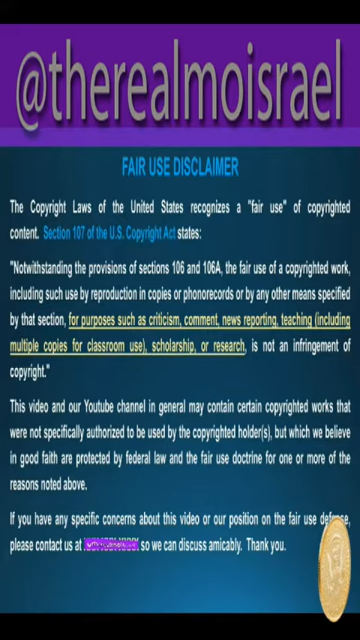 @therealmoisrael
FAIR USE DISCLAIMER
The Copyright Laws of the United States recognizes a "fair use" of copyrighted
content. Section 107 of the U.S. Copyright Act states:
"Notwithstanding the provisions of sections 106 and 106A, the fair use of a copyrighted work,
including such use by reproduction in copies or phonorecords or by any other means specified
by that section, for purposes such as criticism, comment, news reporting, teaching (including
multiple copies for classroom use), scholarship, or research, is not an infringement of
copyright."
This video and our Youtube channel in general may contain certain copyrighted works that
were not specifically authorized to be used by the copyrighted holder(s), but which we believe
in good faith are protected by federal law and the fair use doctrine for one or more of the
reasons noted above.
If you have any specific concerns about this video or our position on the fair use defense,
please contact us at so we can discuss amicably. Thank you.